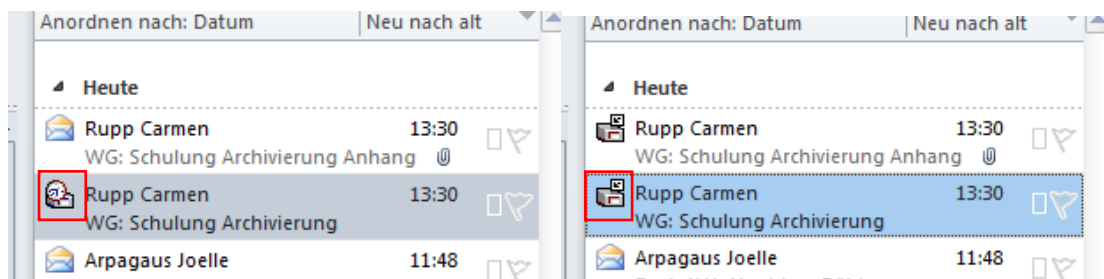 Anordnen nach: Datum Neu nach alt
Heute
Rupp Carmen 13:30
WG: Schulung Archivierung Anhang
Rupp Carmen 13:30
WG: Schulung Archivierung
Arpagaus Joelle 11:48
Anordnen nach: Datum Neu nach alt
Heute
Rupp Carmen 13:30
WG: Schulung Archivierung Anhang
Rupp Carmen 13:30
WG: Schulung Archivierung
Arpagaus Joelle 11:48